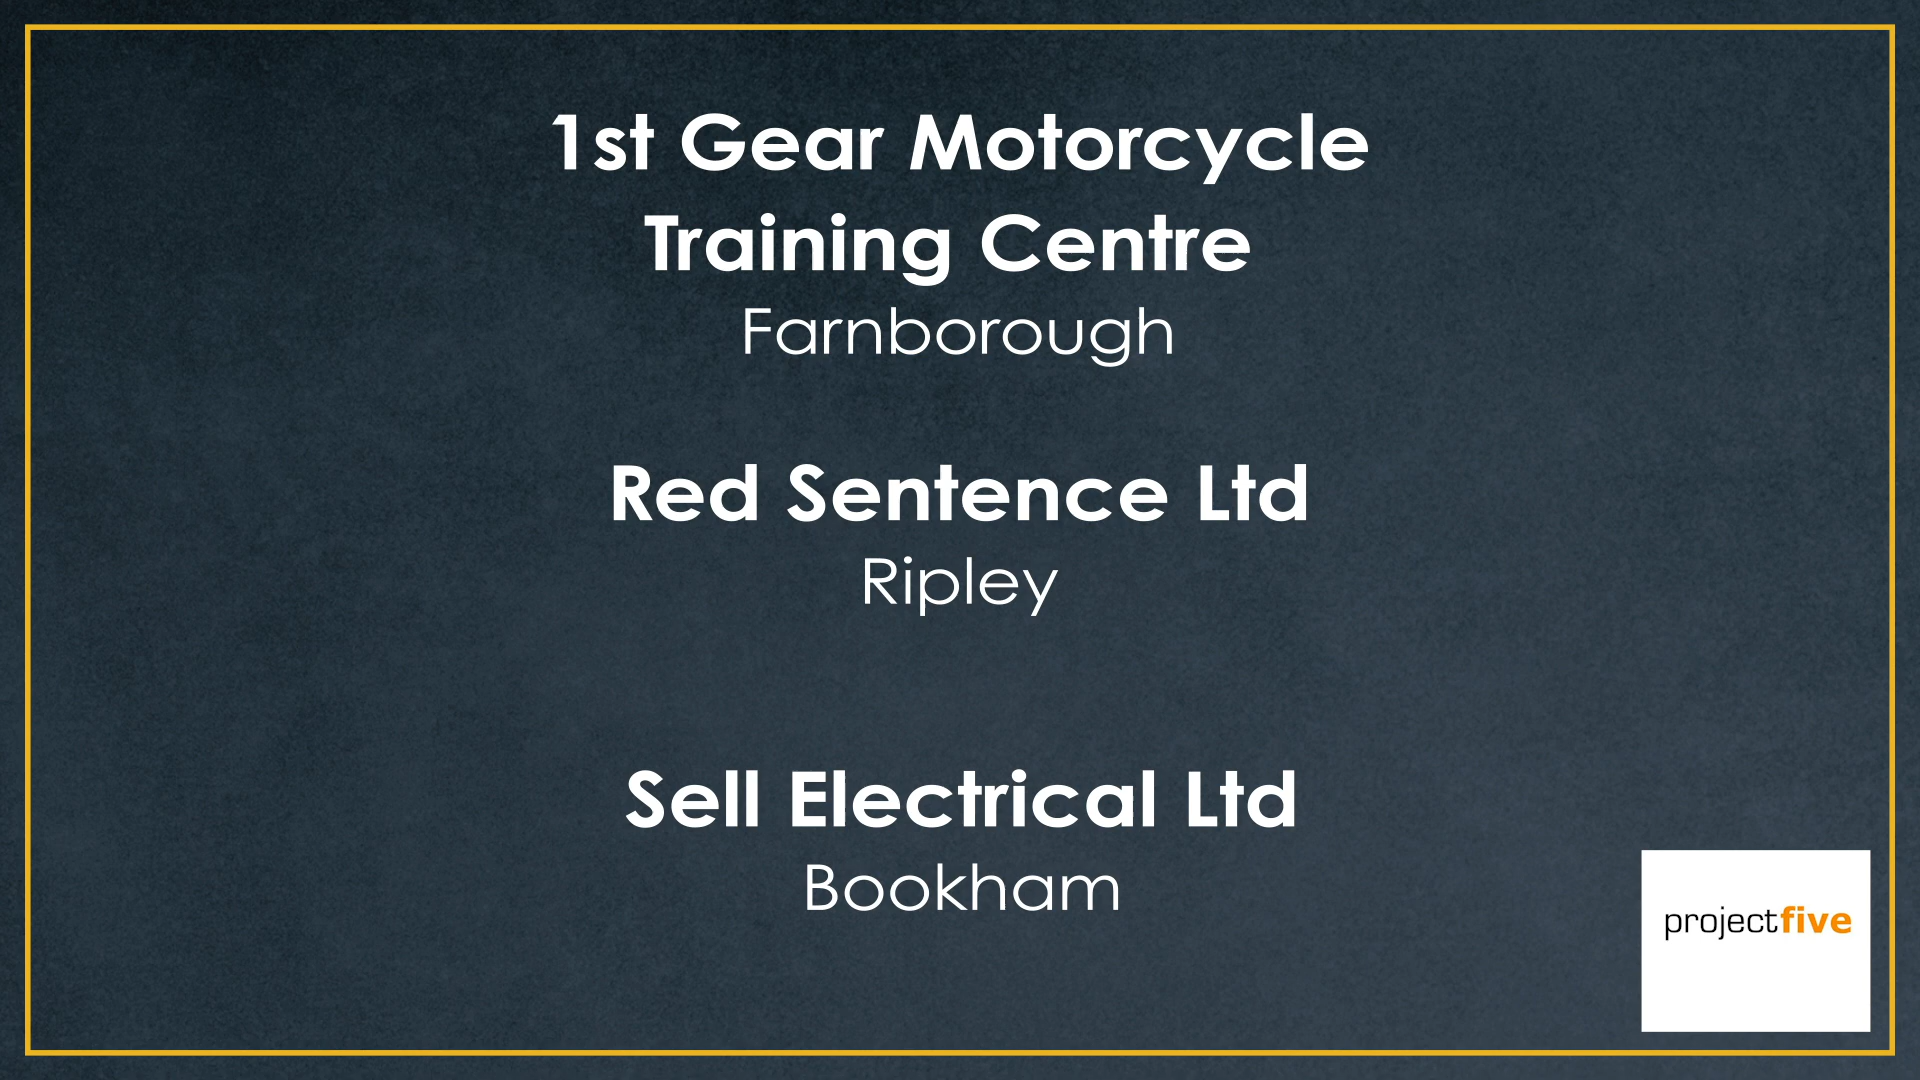 1st Gear Motorcycle
Training Centre
Farnborough
Red Sentence Ltd
Ripley
Sell Electrical Ltd
Bookham
projectfive